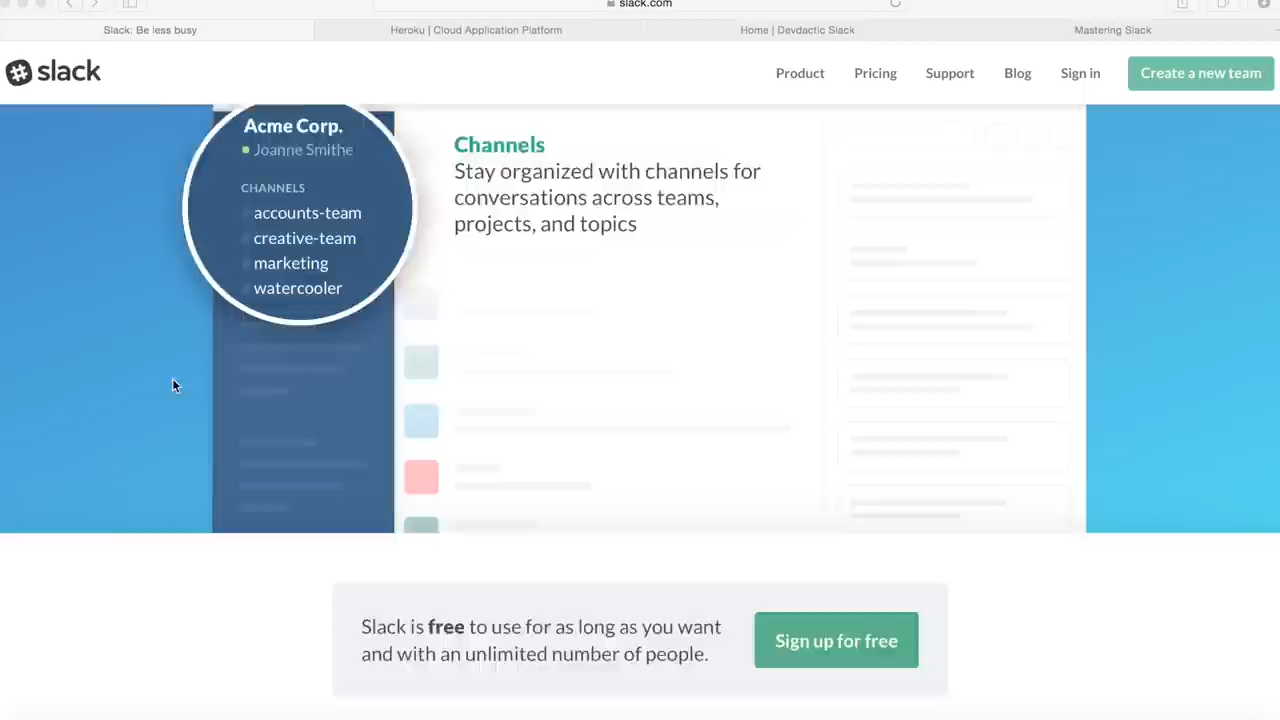 slack.com
Slack: Be less busy
Heroku | Cloud Application Platform
Home | Devdactic Slack
Mastering Slack
slack
Product
Pricing
Support
Blog
Sign in
Create a new team
Acme Corp.
Joanne Smithe
CHANNELS
accounts-team
creative-team
marketing
watercooler
Channels
Stay organized with channels for
conversations across teams,
projects, and topics
Slack is free to use for as long as you want
and with an unlimited number of people.
Sign up for free